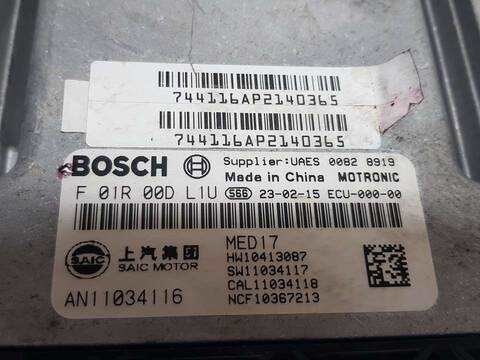 744116AP2140365
744116AP2140365
BOSCH Supplier:UAES 0082 8919
Made in China MOTRONIC
F 01R 00D L1U 566 23-02-15 ECU-000-00
SAIC 上汽集团 MED17
SAIC MOTOR HW10413087
SW11034117
CAL11034118
AN11034116 NCF10367213